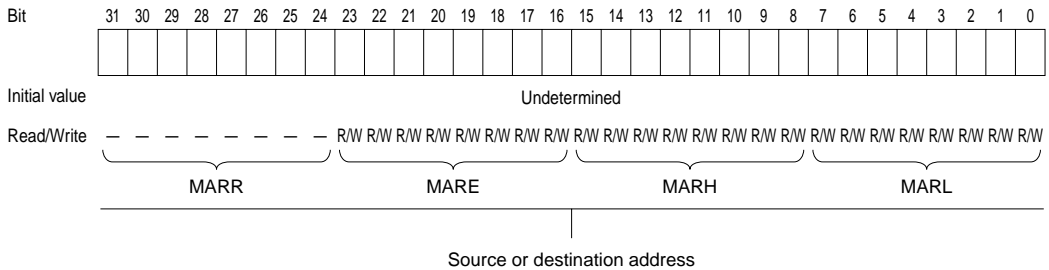 Bit 31 30 29 28 27 26 25 24 23 22 21 20 19 18 17 16 15 14 13 12 11 10 9 8 7 6 5 4 3 2 1 0
Initial value Undetermined
Read/Write — — — — — — — — R/W R/W R/W R/W R/W R/W R/W R/W R/W R/W R/W R/W R/W R/W R/W R/W R/W R/W R/W R/W R/W R/W R/W R/W
MARR MARE MARH MARL
Source or destination address